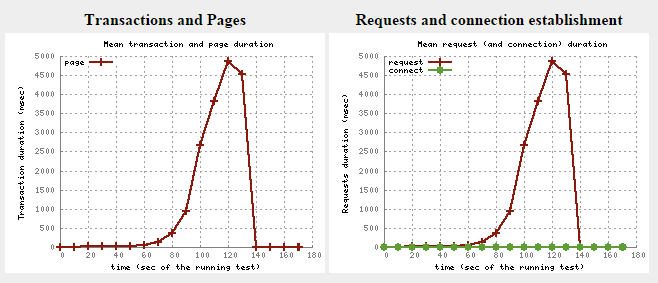 Transactions and Pages
Mean transaction and page duration
page
Transaction duration (msec)
5000
4500
4000
3500
3000
2500
2000
1500
1000
500
0
0 20 40 60 80 100 120 140 160 180
time (sec of the running test)
Requests and connection establishment
Mean request (and connection) duration
request
connect
Requests duration (msec)
5000
4500
4000
3500
3000
2500
2000
1500
1000
500
0
0 20 40 60 80 100 120 140 160 180
time (sec of the running test)